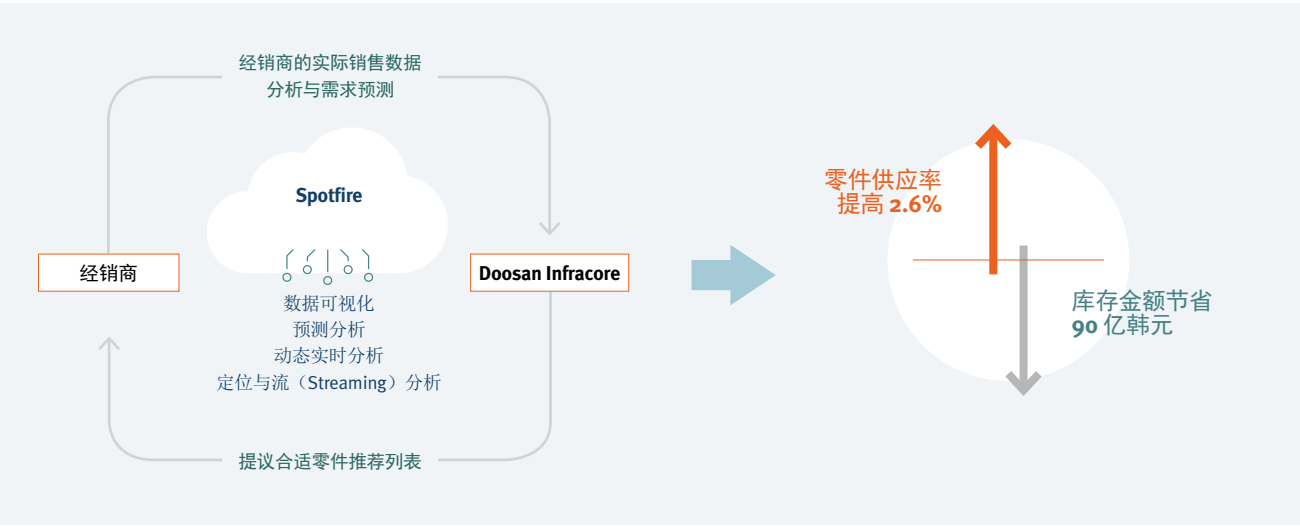 经销商的实际销售数据
分析与需求预测
Spotfire
经销商
Doosan Infracore
数据可视化
预测分析
动态实时分析
定位与流（Streaming）分析
提议合适零件推荐列表
零件供应率
提高 2.6%
库存金额节省
90 亿韩元